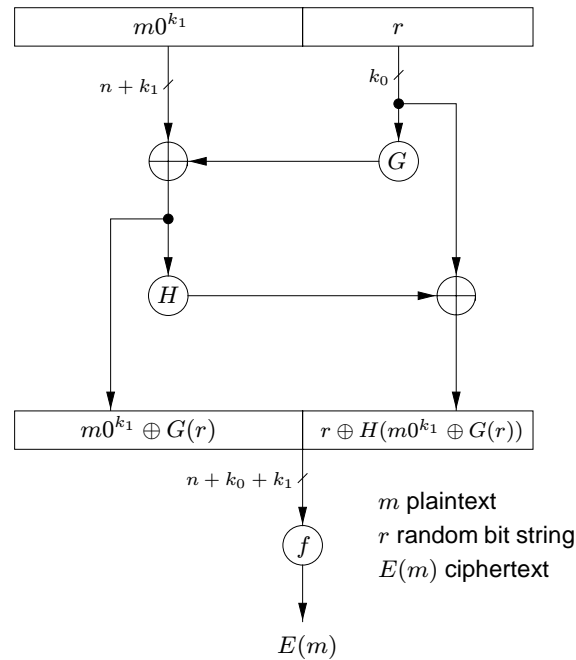 m0^{k_1} r
n + k_1 k_0
G
H
m0^{k_1} ⊕ G(r) r ⊕ H(m0^{k_1} ⊕ G(r))
n + k_0 + k_1
m plaintext
r random bit string
f
E(m) ciphertext
E(m)